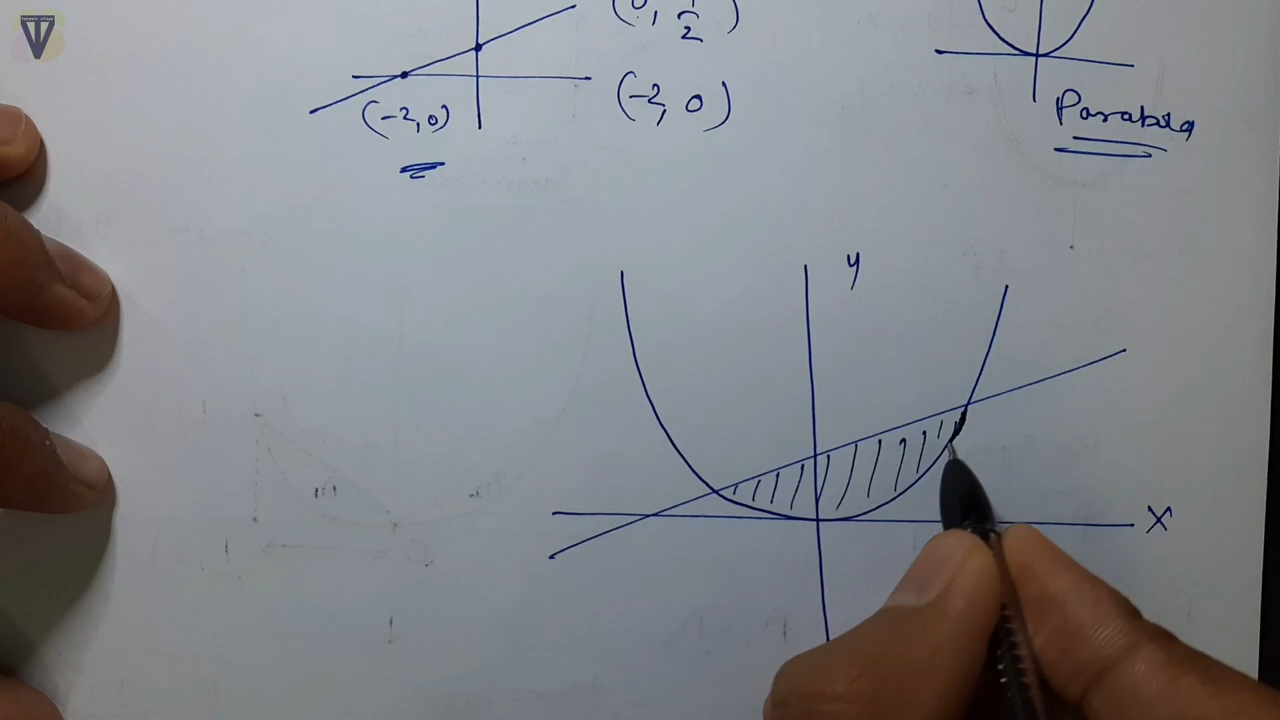 (-2, 0)
(-2, 0)
Parabola
y
X